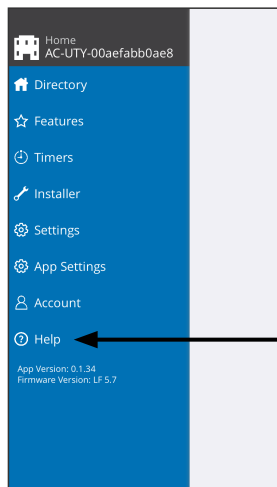 Home
AC-UTY-00aefabb0ae8
Directory
Features
Timers
Installer
Settings
App Settings
Account
Help
App Version: 0.1.34
Firmware Version: LF 5.7